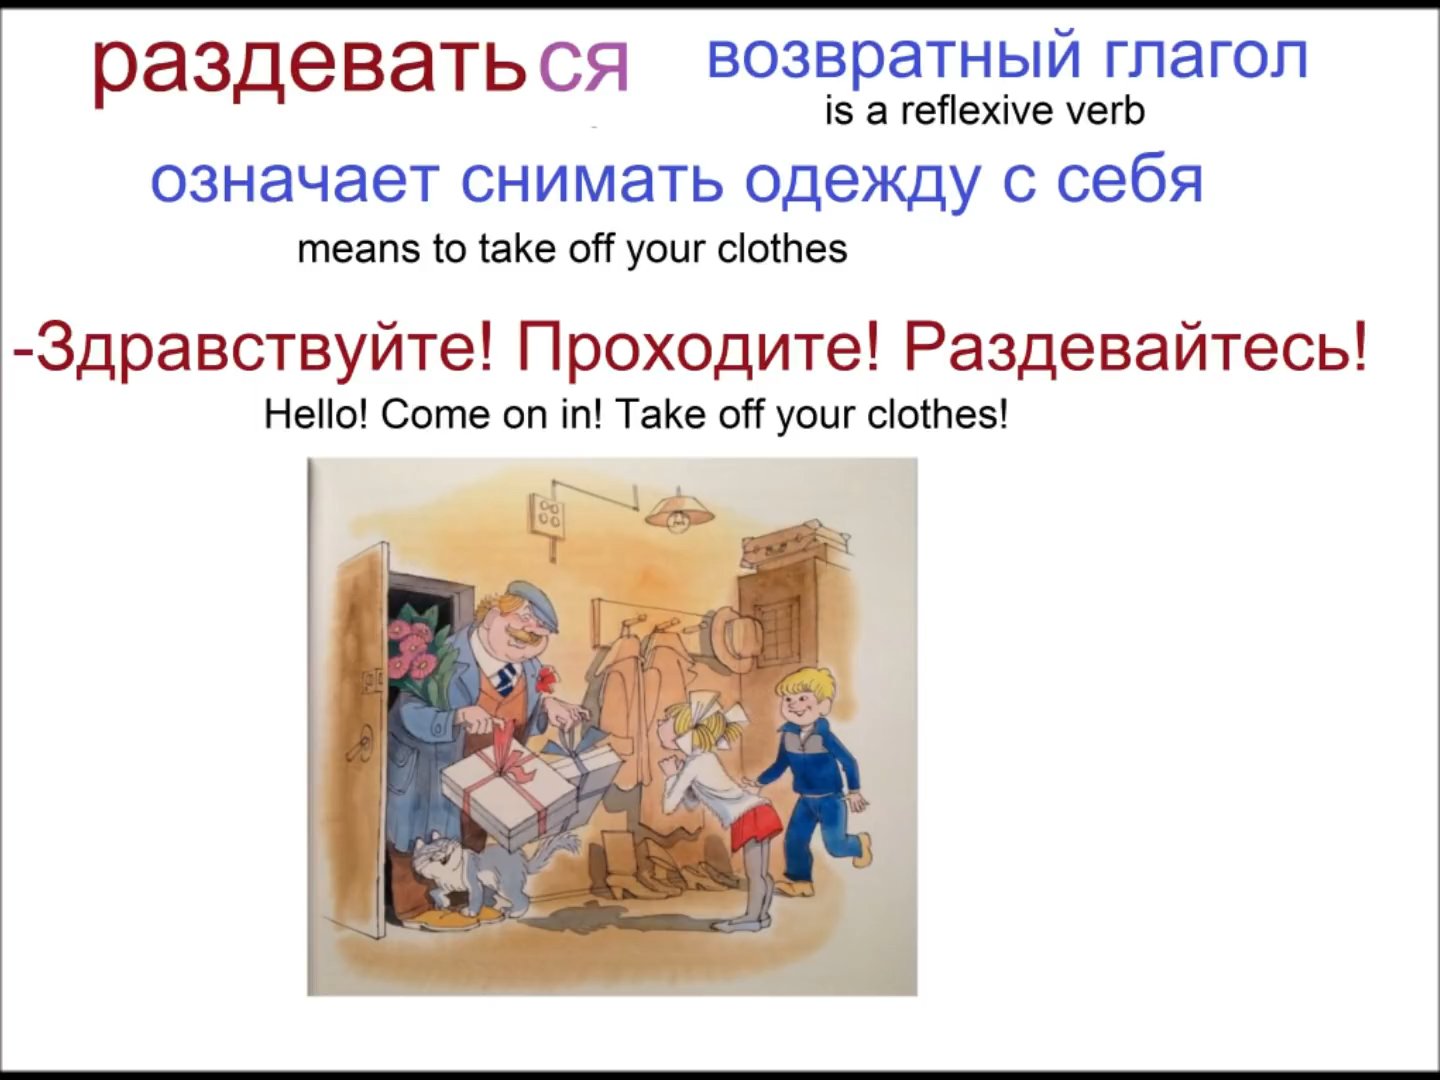 раздеваться возвратный глагол
is a reflexive verb
означает снимать одежду с себя
means to take off your clothes
-Здравствуйте! Проходите! Раздевайтесь!
Hello! Come on in! Take off your clothes!